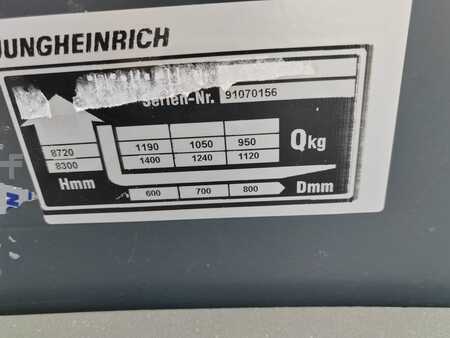 JUNGHEINRICH
Serien-Nr. 91070156
8720 1190 1050 950
8300 1400 1240 1120
Qkg
Hmm
600 700 800 Dmm